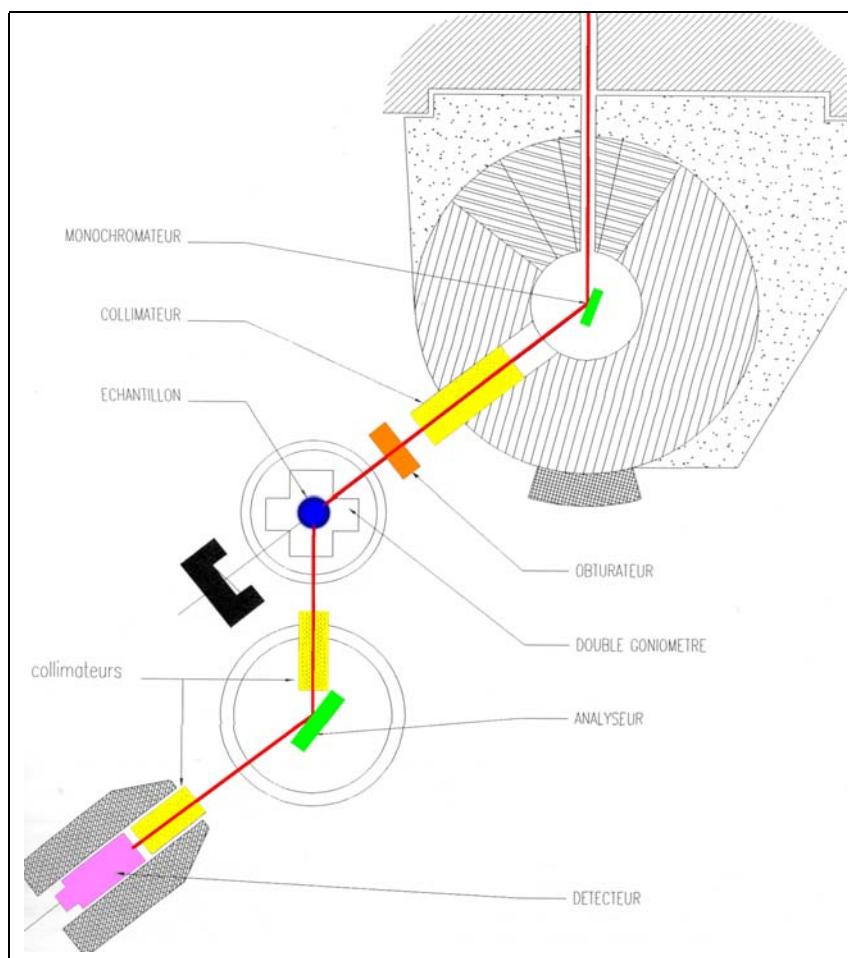 MONOCHROMATEUR
COLLIMATEUR
ECHANTILLON
OBTURATEUR
DOUBLE GONIOMETRE
collimateurs
ANALYSEUR
DETECTEUR